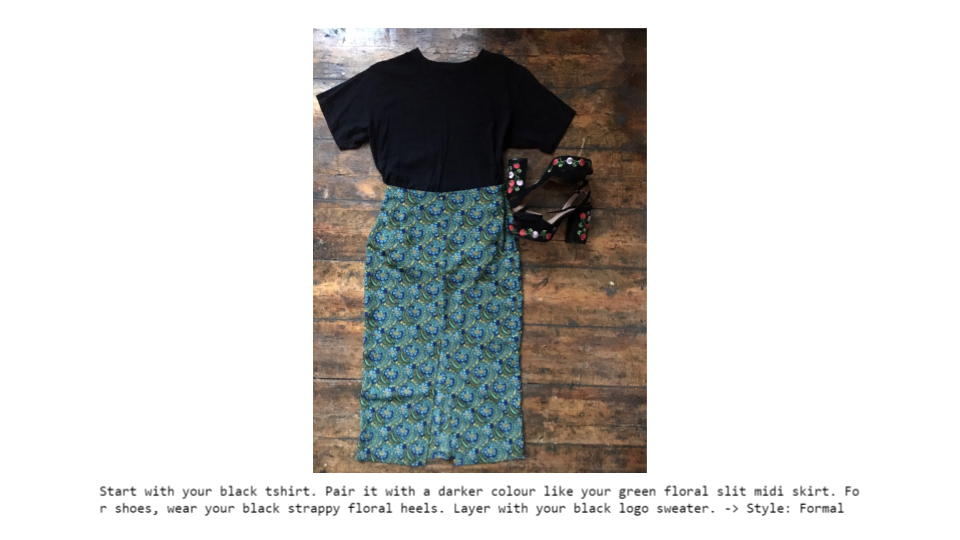 Start with your black tshirt. Pair it with a darker colour like your green floral slit midi skirt. Fo
r shoes, wear your black strappy floral heels. Layer with your black logo sweater. -> Style: Formal